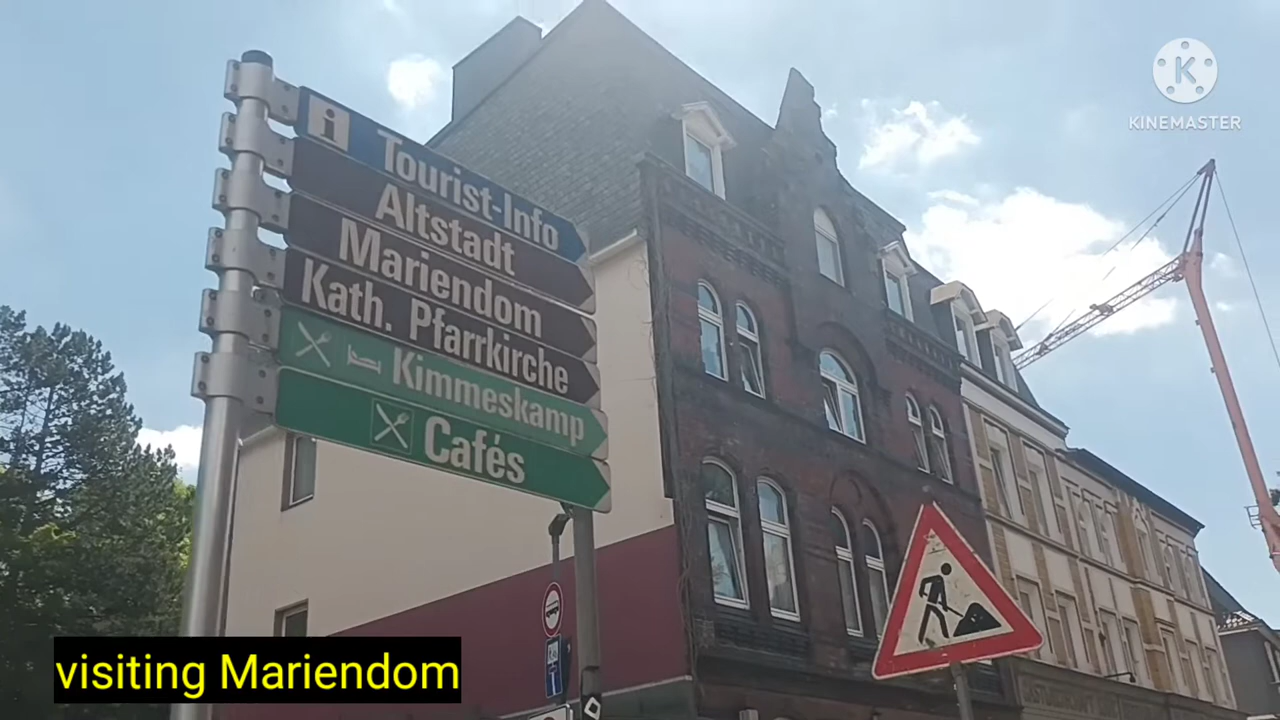 K
KINEMASTER
i Tourist-Info
Altstadt
Mariendom
Kath. Pfarrkirche
Kimmeskamp
Cafés
visiting Mariendom